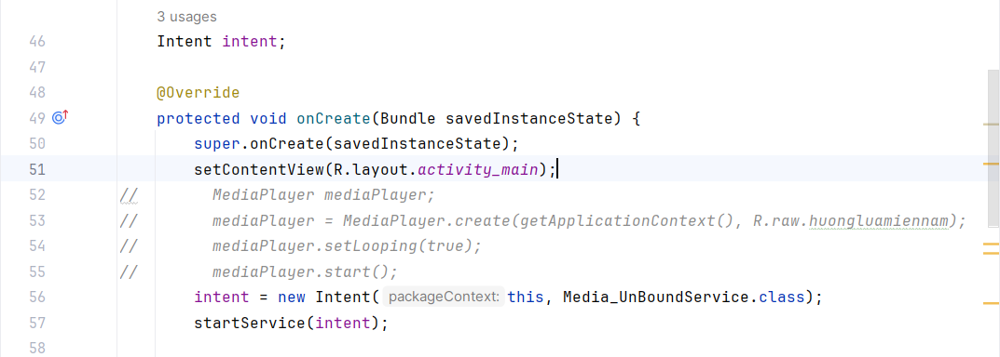 3 usages
46 Intent intent;
47
48 @Override
49 protected void onCreate(Bundle savedInstanceState) {
50 super.onCreate(savedInstanceState);
51 setContentView(R.layout.activity_main);
52 // MediaPlayer mediaPlayer;
53 // mediaPlayer = MediaPlayer.create(getApplicationContext(), R.raw.huongluamiennam);
54 // mediaPlayer.setLooping(true);
55 // mediaPlayer.start();
56 intent = new Intent( packageContext: this, Media_UnBoundService.class);
57 startService(intent);
58